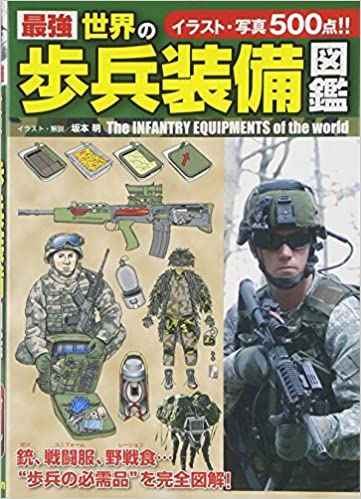 最強 世界の
イラスト・写真500点!!
歩兵装備図鑑
イラスト・解説/坂本 明
The INFANTRY EQUIPMENTS of the world
銃、戦闘服、野戦食…
ガン ユニフォーム レーション
“歩兵の必需品”を完全図解!